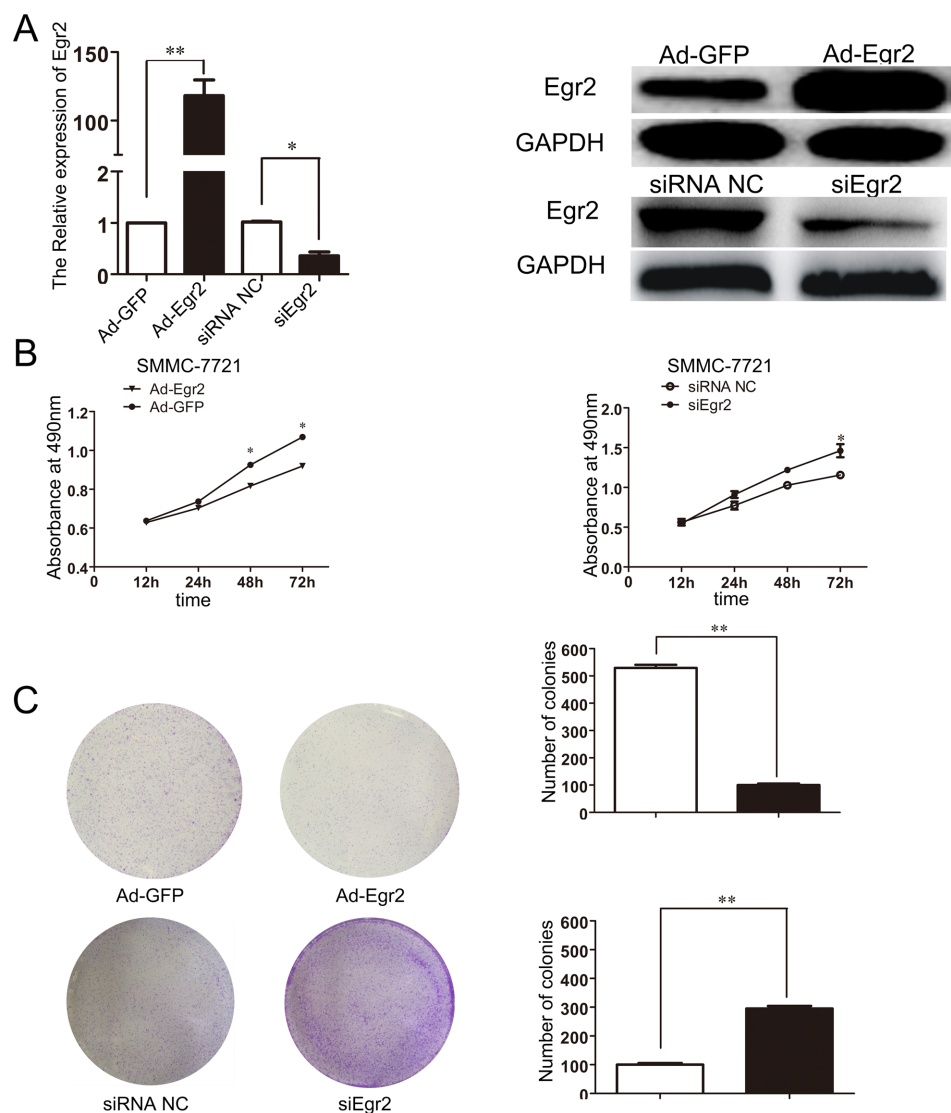 A
The Relative expression of Egr2
150
100
2
1
0
**
*
Ad-GFP
Ad-Egr2
siRNA NC
siEgr2
Ad-GFP Ad-Egr2
Egr2
GAPDH
siRNA NC siEgr2
Egr2
GAPDH
B
SMMC-7721
Ad-Egr2
Ad-GFP
Absorbance at 490nm
1.2
1.0
0.8
0.6
0.4
*
*
0 12h 24h 48h 72h
time
SMMC-7721
siRNA NC
siEgr2
Absorbance at 490nm
2.0
1.5
1.0
0.5
0.0
*
0 12h 24h 48h 72h
time
C
Ad-GFP
Ad-Egr2
siRNA NC
siEgr2
Number of colonies
600
500
400
300
200
100
0
**
Number of colonies
600
500
400
300
200
100
0
**